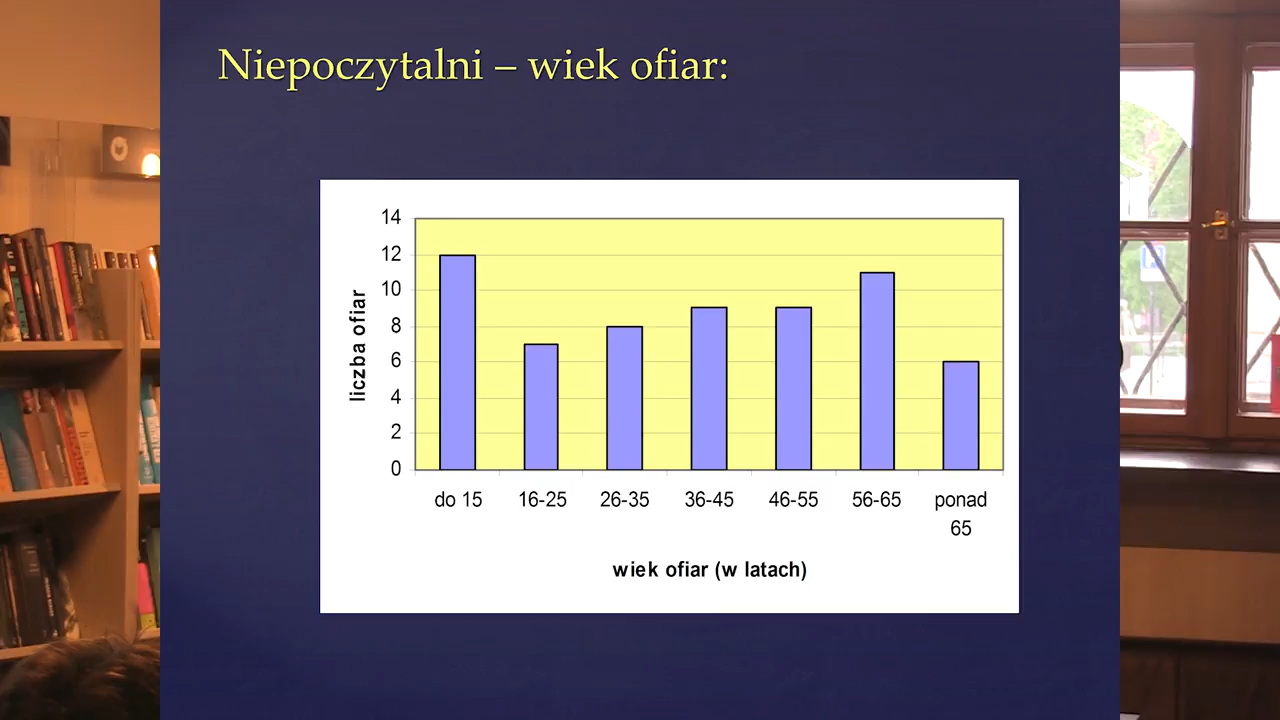 Niepoczytalni – wiek ofiar:
14
12
10
8
6
4
2
0
liczba ofiar
do 15 16-25 26-35 36-45 46-55 56-65 ponad 65
wiek ofiar (w latach)